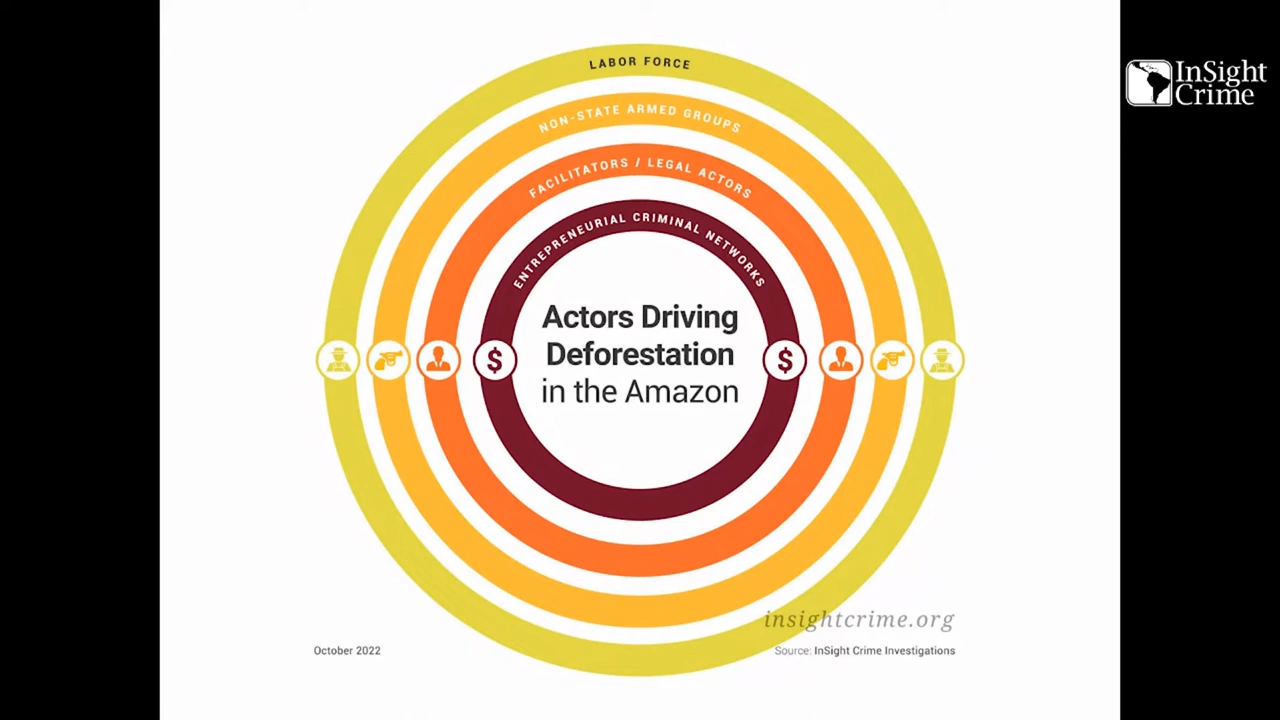 LABOR FORCE
NON-STATE ARMED GROUPS
FACILITATORS / LEGAL ACTORS
ENTREPRENEURIAL CRIMINAL NETWORKS
Actors Driving
Deforestation
in the Amazon
$ $
insightcrime.org
October 2022
Source: InSight Crime Investigations
InSight
Crime